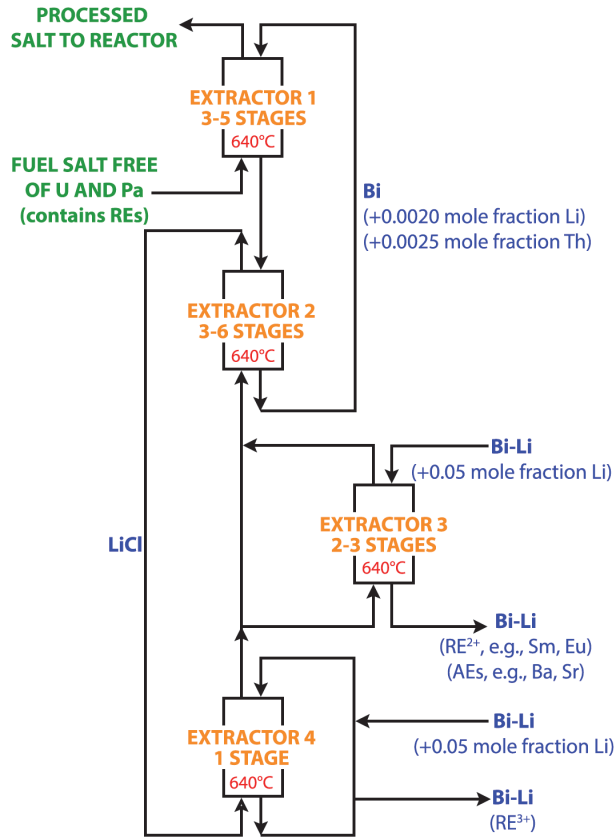 PROCESSED
SALT TO REACTOR
EXTRACTOR 1
3-5 STAGES
640°C
FUEL SALT FREE
OF U AND Pa
(contains REs)
Bi
(+0.0020 mole fraction Li)
(+0.0025 mole fraction Th)
EXTRACTOR 2
3-6 STAGES
640°C
Bi-Li
(+0.05 mole fraction Li)
EXTRACTOR 3
2-3 STAGES
640°C
LiCl
Bi-Li
(RE²⁺, e.g., Sm, Eu)
(AEs, e.g., Ba, Sr)
EXTRACTOR 4
1 STAGE
640°C
Bi-Li
(+0.05 mole fraction Li)
Bi-Li
(RE³⁺)